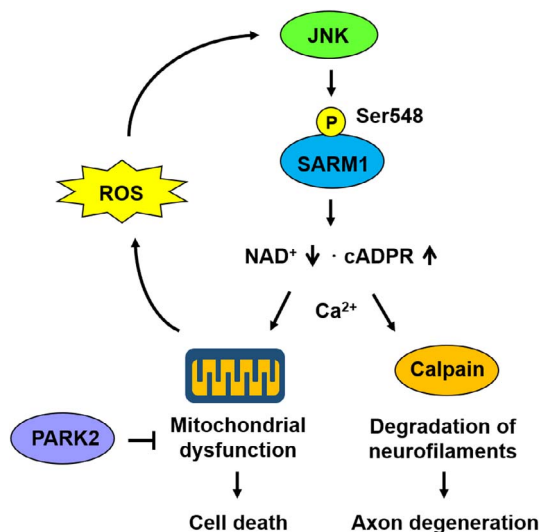 JNK
P Ser548
SARM1
ROS
NAD⁺ ↓ · cADPR ↑
Ca²⁺
Calpain
PARK2
Mitochondrial
dysfunction
Degradation of
neurofilaments
Cell death
Axon degeneration